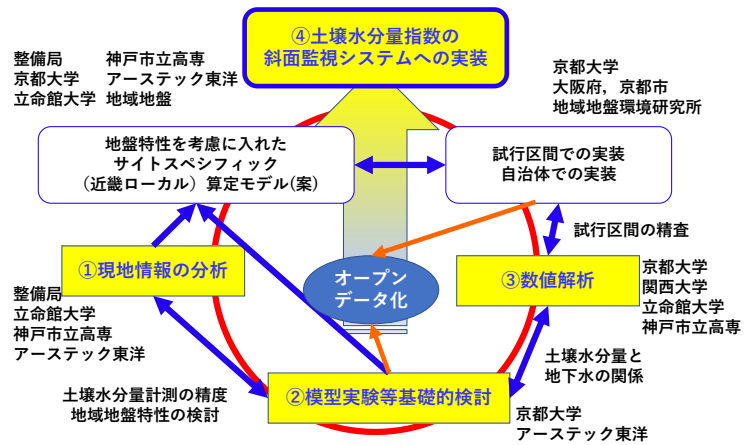 ④土壌水分量指数の
斜面監視システムへの実装
整備局
京都大学
立命館大学
神戸市立高専
アーステック東洋
地域地盤
京都大学
大阪府，京都市
地域地盤環境研究所
地盤特性を考慮に入れた
サイトスペシフィック
（近畿ローカル）算定モデル(案)
試行区間での実装
自治体での実装
試行区間の精査
①現地情報の分析
オープン
データ化
③数値解析
京都大学
関西大学
立命館大学
神戸市立高専
整備局
立命館大学
神戸市立高専
アーステック東洋
土壌水分量と
地下水の関係
土壌水分量計測の精度
地域地盤特性の検討
②模型実験等基礎的検討
京都大学
アーステック東洋